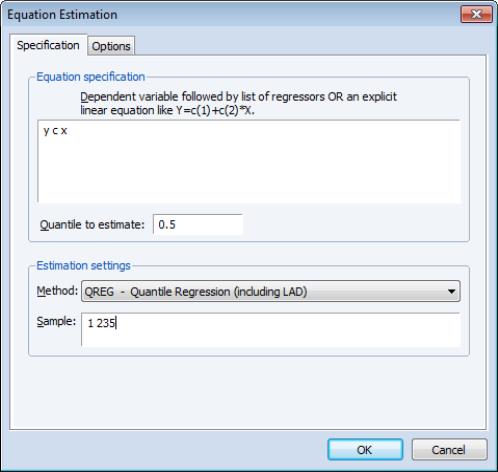 Equation Estimation
Specification Options
Equation specification
Dependent variable followed by list of regressors OR an explicit
linear equation like Y=c(1)+c(2)*X.
y c x
Quantile to estimate: 0.5
Estimation settings
Method: QREG - Quantile Regression (including LAD)
Sample: 1 235
OK Cancel